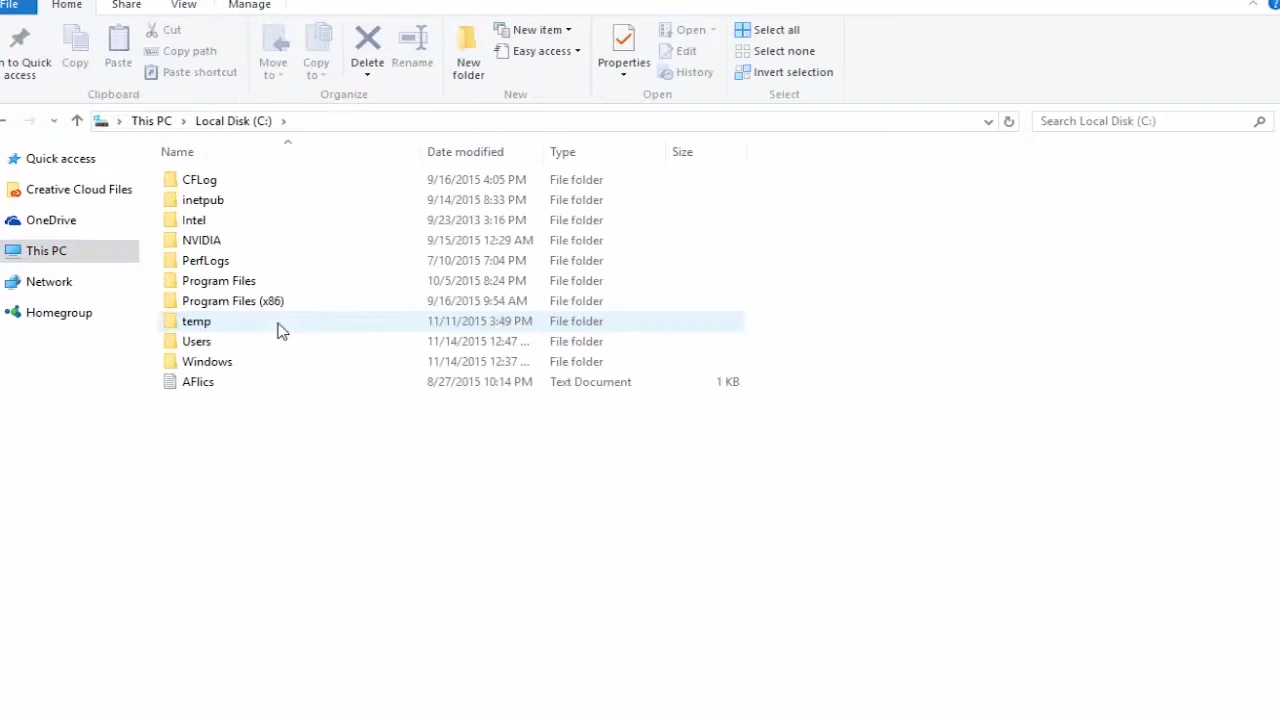 File Home Share View Manage
Cut
Copy path
Paste shortcut
n to Quick access
Copy
Paste
Clipboard
Move to
Copy to
Delete
Rename
Organize
New folder
New item
Easy access
New
Properties
Open
Edit
History
Open
Select all
Select none
Invert selection
Select
This PC Local Disk (C:)
Search Local Disk (C:)
Quick access
Creative Cloud Files
OneDrive
This PC
Network
Homegroup
Name Date modified Type Size
CFLog 9/16/2015 4:05 PM File folder
inetpub 9/14/2015 8:33 PM File folder
Intel 9/23/2013 3:16 PM File folder
NVIDIA 9/15/2015 12:29 AM File folder
PerfLogs 7/10/2015 7:04 PM File folder
Program Files 10/5/2015 8:24 PM File folder
Program Files (x86) 9/16/2015 9:54 AM File folder
temp 11/11/2015 3:49 PM File folder
Users 11/14/2015 12:47 ... File folder
Windows 11/14/2015 12:37 ... File folder
AFlics 8/27/2015 10:14 PM Text Document 1 KB